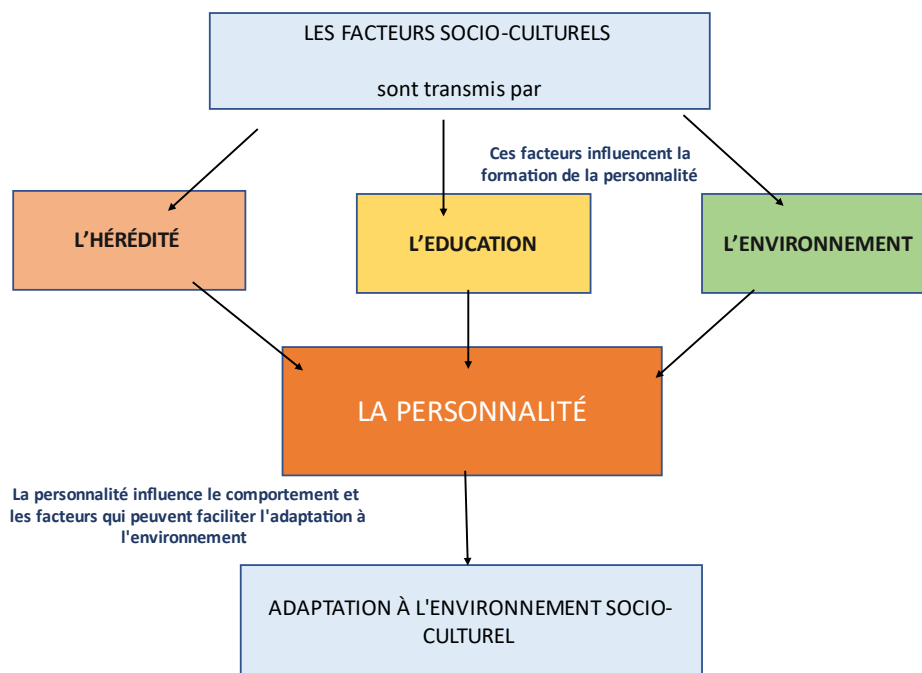 LES FACTEURS SOCIO-CULTURELS
sont transmis par
Ces facteurs influencent la
formation de la personnalité
L’HÉRÉDITÉ
L’EDUCATION
L’ENVIRONNEMENT
LA PERSONNALITÉ
La personnalité influence le comportement et
les facteurs qui peuvent faciliter l'adaptation à
l'environnement
ADAPTATION À L'ENVIRONNEMENT SOCIO-
CULTUREL